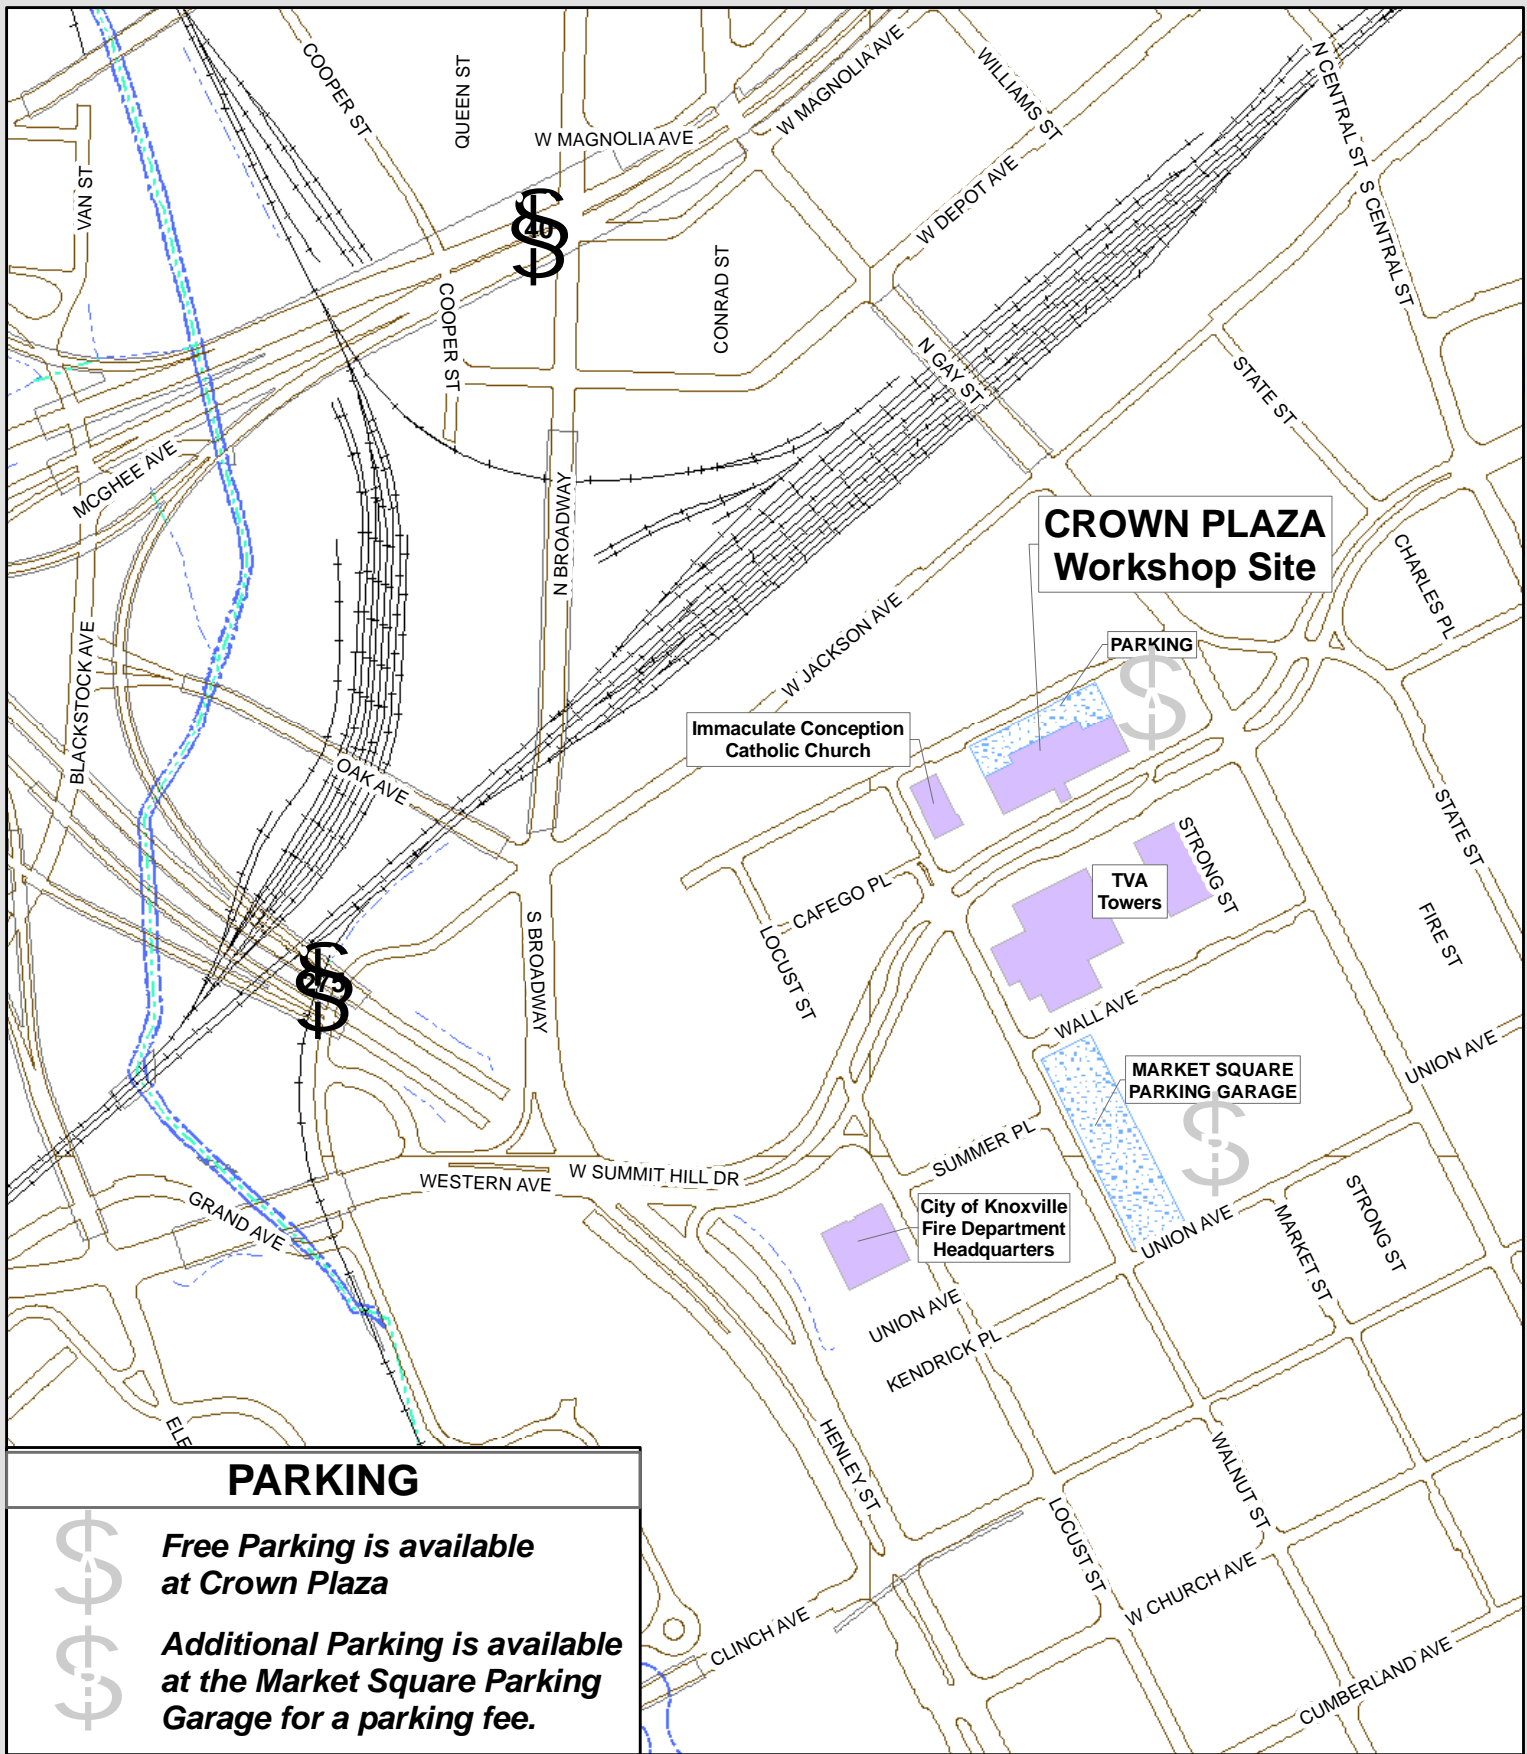 COOPER ST
QUEEN ST
W MAGNOLIA AVE
W MAGNOLIA AVE
WILLIAMS ST
N CENTRAL ST
VAN ST
40
W DEPOT AVE
S CENTRAL ST
COOPER ST
CONRAD ST
N GAY ST
STATE ST
MCGHEE AVE
N BROADWAY
CROWN PLAZA
Workshop Site
CHARLES PL
BLACKSTOCK AVE
W JACKSON AVE
PARKING
Immaculate Conception
Catholic Church
OAK AVE
STATE ST
STRONG ST
TVA
Towers
CAFEGO PL
LOCUST ST
S BROADWAY
FIRE ST
275
WALL AVE
UNION AVE
MARKET SQUARE
PARKING GARAGE
SUMMER PL
W SUMMIT HILL DR
WESTERN AVE
GRAND AVE
City of Knoxville
Fire Department
Headquarters
UNION AVE
MARKET ST
STRONG ST
UNION AVE
KENDRICK PL
ELE
HENLEY ST
WALNUT ST
LOCUST ST
W CHURCH AVE
CLINCH AVE
CUMBERLAND AVE
PARKING
$ Free Parking is available
at Crown Plaza
$ Additional Parking is available
at the Market Square Parking
Garage for a parking fee.